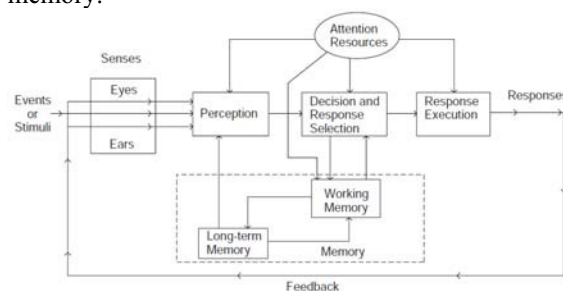 memory.
Attention
Resources
Senses
Eyes
Events
or
Stimuli
Ears
Perception
Decision and
Response
Selection
Response
Execution
Responses
Working
Memory
Long-term
Memory
Memory
Feedback